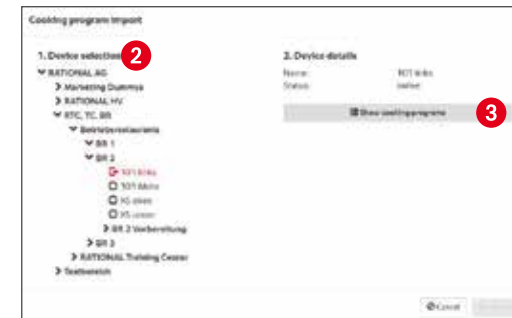 Cooking program import
1. Device selection
2
RATIONAL AG
Marketing Dummys
RATIONAL HV
RTC, TC, BR
Betriebsrestaurants
BR 1
BR 2
101 links
101 Mitte
XS oben
XS unten
BR 2 Vorbereitung
BR 3
RATIONAL Training Center
Testbereich
2. Device details
Name: 101 links
Status: online
Show cooking programs
3
Cancel